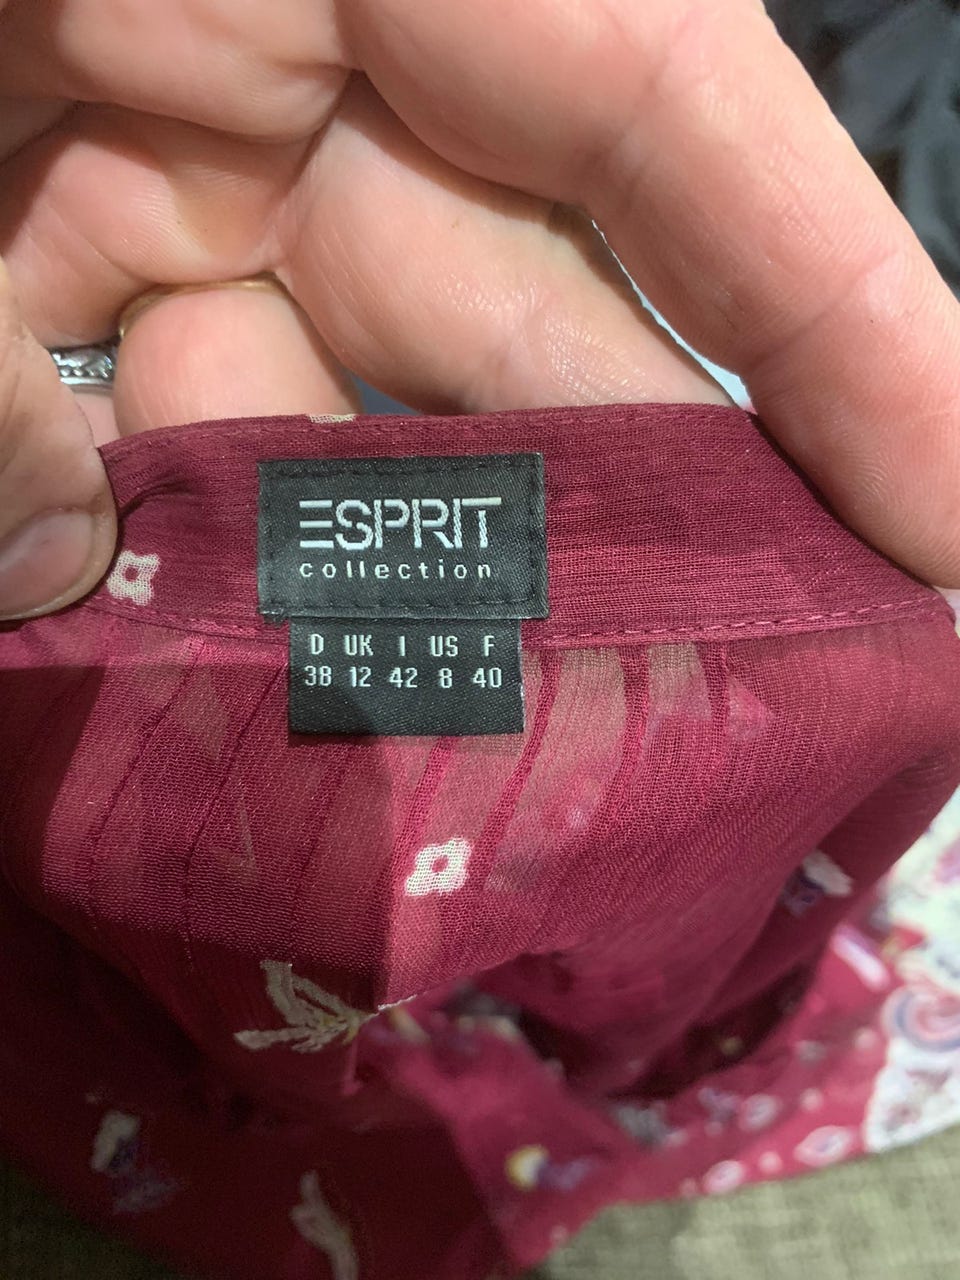 ESPRIT
collection
D UK I US F
38 12 42 8 40